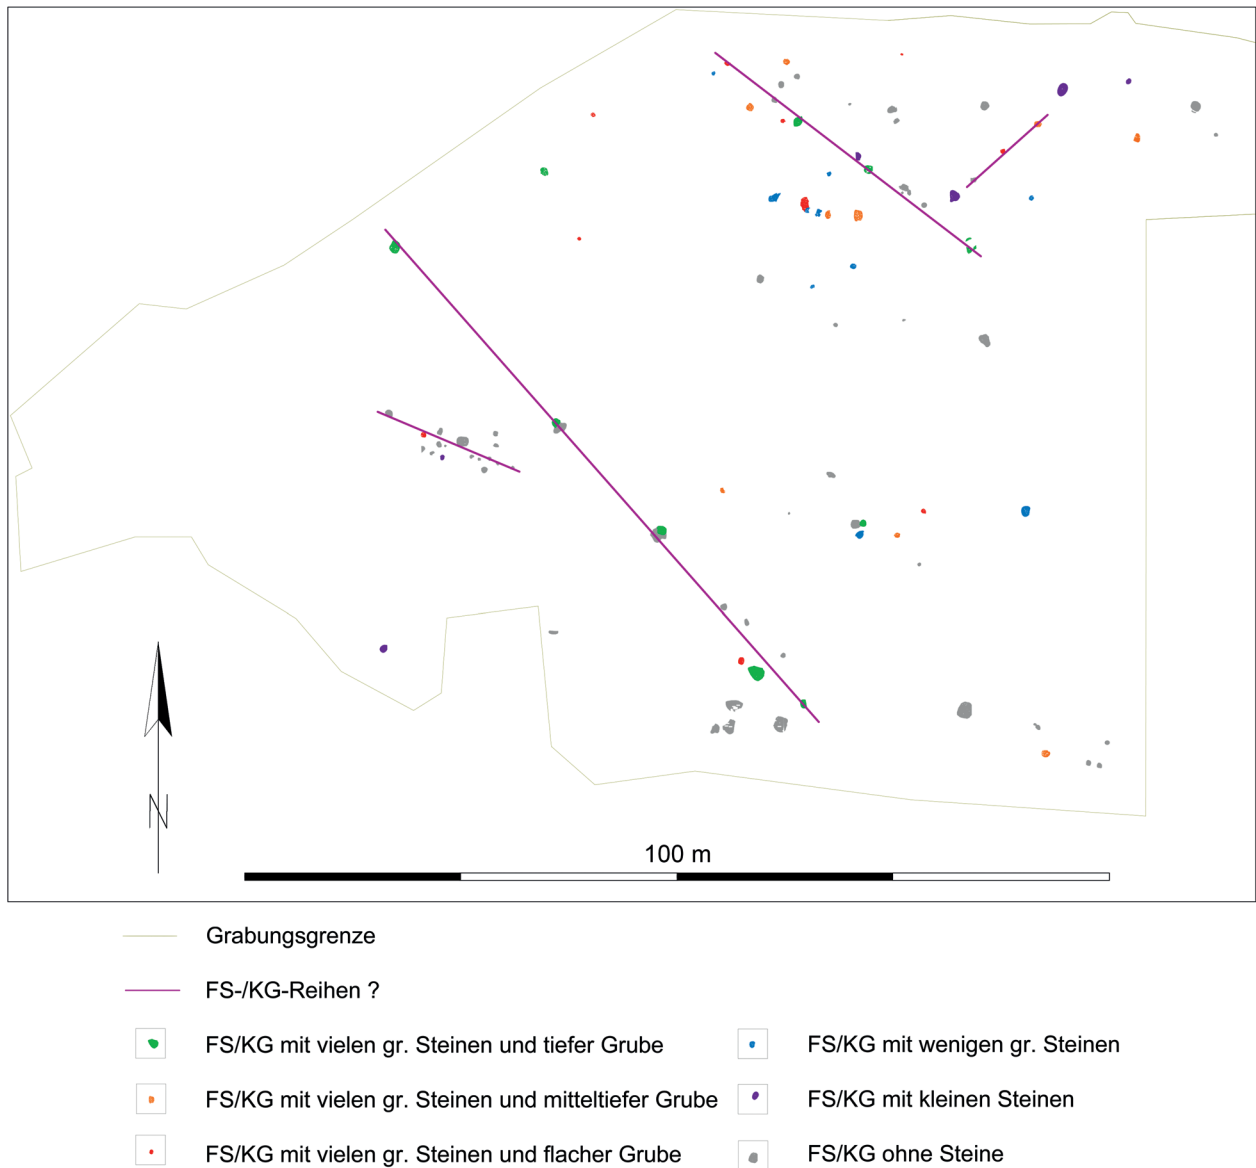 N
100 m
Grabungsgrenze
FS-/KG-Reihen ?
FS/KG mit vielen gr. Steinen und tiefer Grube
FS/KG mit vielen gr. Steinen und mitteltiefer Grube
FS/KG mit vielen gr. Steinen und flacher Grube
FS/KG mit wenigen gr. Steinen
FS/KG mit kleinen Steinen
FS/KG ohne Steine